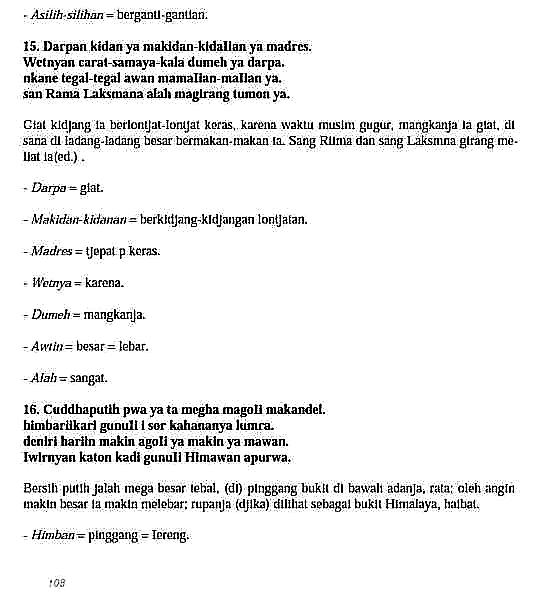 - Asilih-silihan = berganti-gantian.
15. Darpan kidan ya makidan-kidallan ya madres.
Wetnyan carat-samaya-kala dumeh ya darpa.
nkane tegal-tegal awan mamallan-mallan ya.
san Rama Laksmana alah magirang tumon ya.
Giat kidjang ia berlontjat-lontjat keras, karena waktu musim gugur, mangkanja ia giat, di
sana di ladang-ladang besar bermakan-makan ia. Sang Rlima dan sang Laksmna girang me-
liat ia(ed.) .
- Darpa = giat.
- Makidan-kidanan = berkidjang-kidjangan lontjatan.
- Madres = tjepat p keras.
- Wetnya = karena.
- Dumeh = mangkanja.
- Awtin = besar = lebar.
- Alah = sangat.
16. Cuddhaputih pwa ya ta megha magoli makandel.
himbariikari gunuli i sor kahananya lumra.
deniri hariin makin agoli ya makin ya mawan.
Iwirnyan katon kadi gunuli Himawan apurwa.
Bersih putih jalah mega besar tebal, (di) pinggang bukit di bawah adanja, rata; oleh angin
makin besar ia makin melebar; rupanja (djika) dilihat sebagai bukit Himalaya, haibat.
- Himban = pinggang = lereng.
108